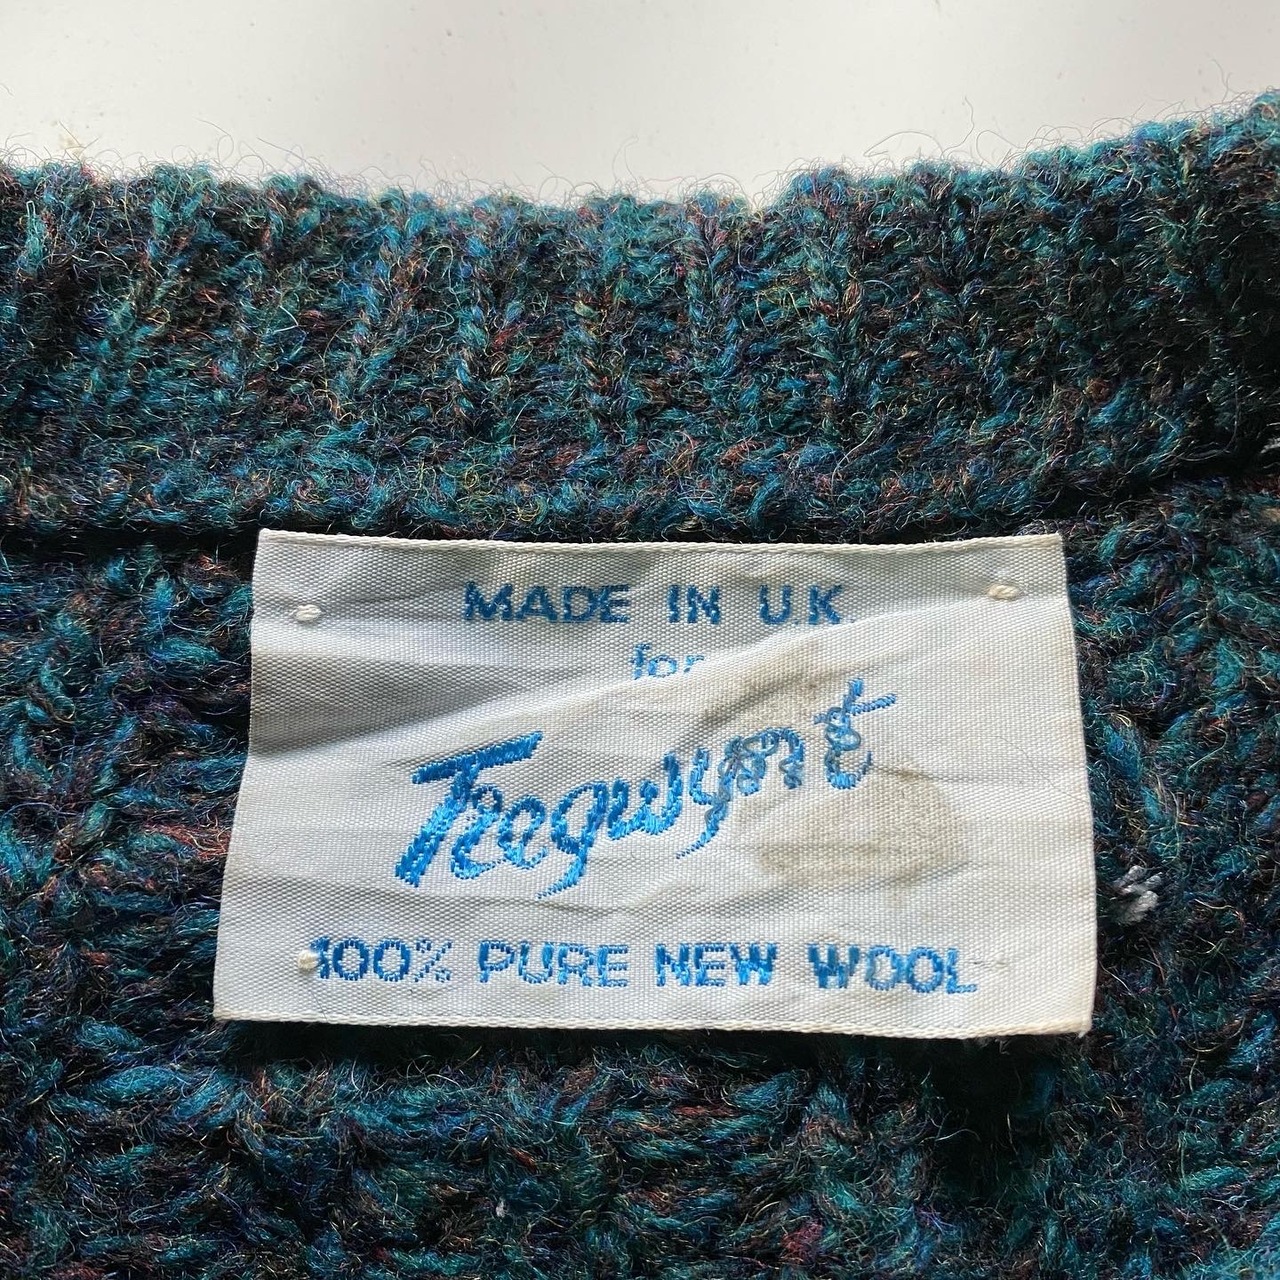 MADE IN U.K.
for
Tregwynt
100% PURE NEW WOOL